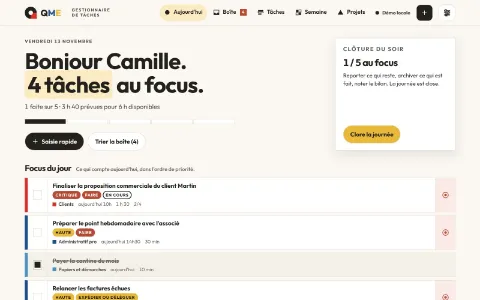 QME
GESTIONNAIRE
DE TÂCHES
Aujourd'hui
Boîte 4
Tâches
Semaine
Projets
Démo locale
+
VENDREDI 13 NOVEMBRE
Bonjour Camille.
4 tâches au focus.
1 faite sur 5 · 3 h 40 prévues pour 6 h disponibles
+ Saisie rapide
Trier la boîte (4)
CLÔTURE DU SOIR
1 / 5 au focus
Reporter ce qui reste, archiver ce qui est
fait, noter le bilan. La journée est close.
Clore la journée
Focus du jour
Ce qui compte aujourd'hui, dans l'ordre de priorité.
Finaliser la proposition commerciale du client Martin
CRITIQUE FAIRE EN COURS
Clients aujourd'hui 10h 1 h 30 2/4
Préparer le point hebdomadaire avec l'associé
HAUTE FAIRE
Administratif pro aujourd'hui 14h30 30 min
Payer la cantine du mois
Papiers et démarches aujourd'hui 10 min
Relancer les factures échues
HAUTE EXPÉDIER OU DÉLÉGUER